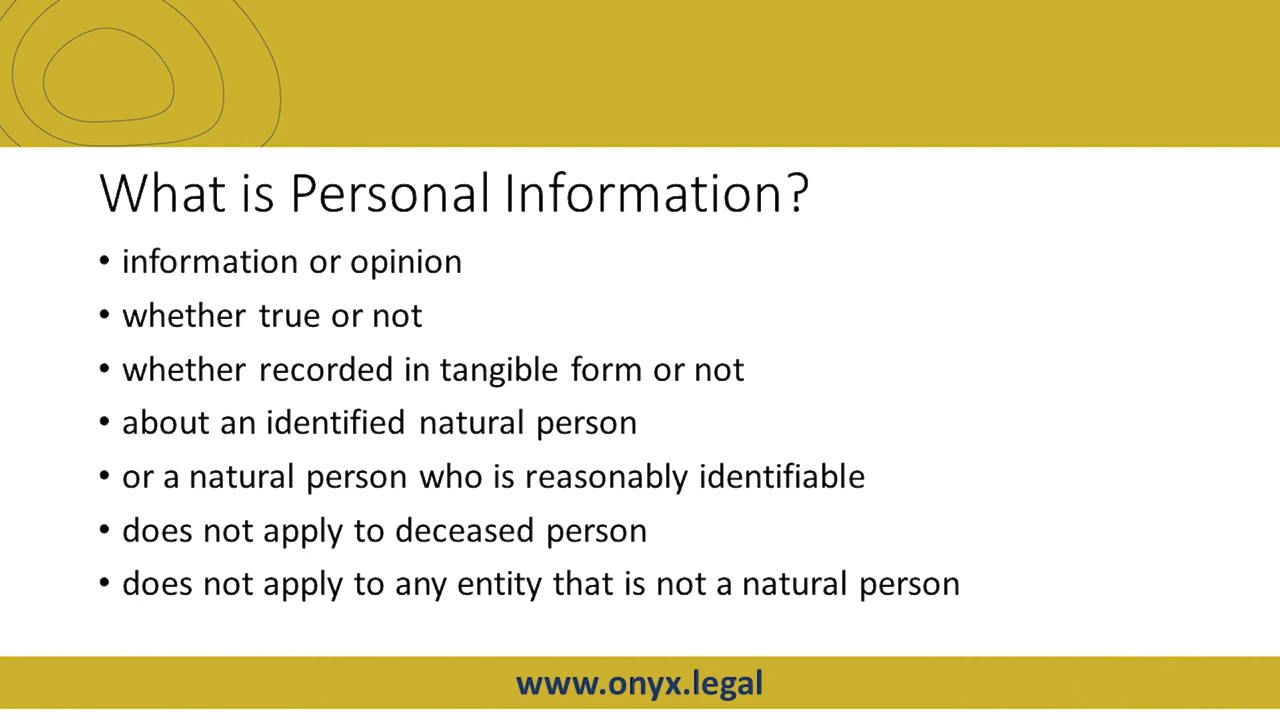 What is Personal Information?
• information or opinion
• whether true or not
• whether recorded in tangible form or not
• about an identified natural person
• or a natural person who is reasonably identifiable
• does not apply to deceased person
• does not apply to any entity that is not a natural person
www.onyx.legal